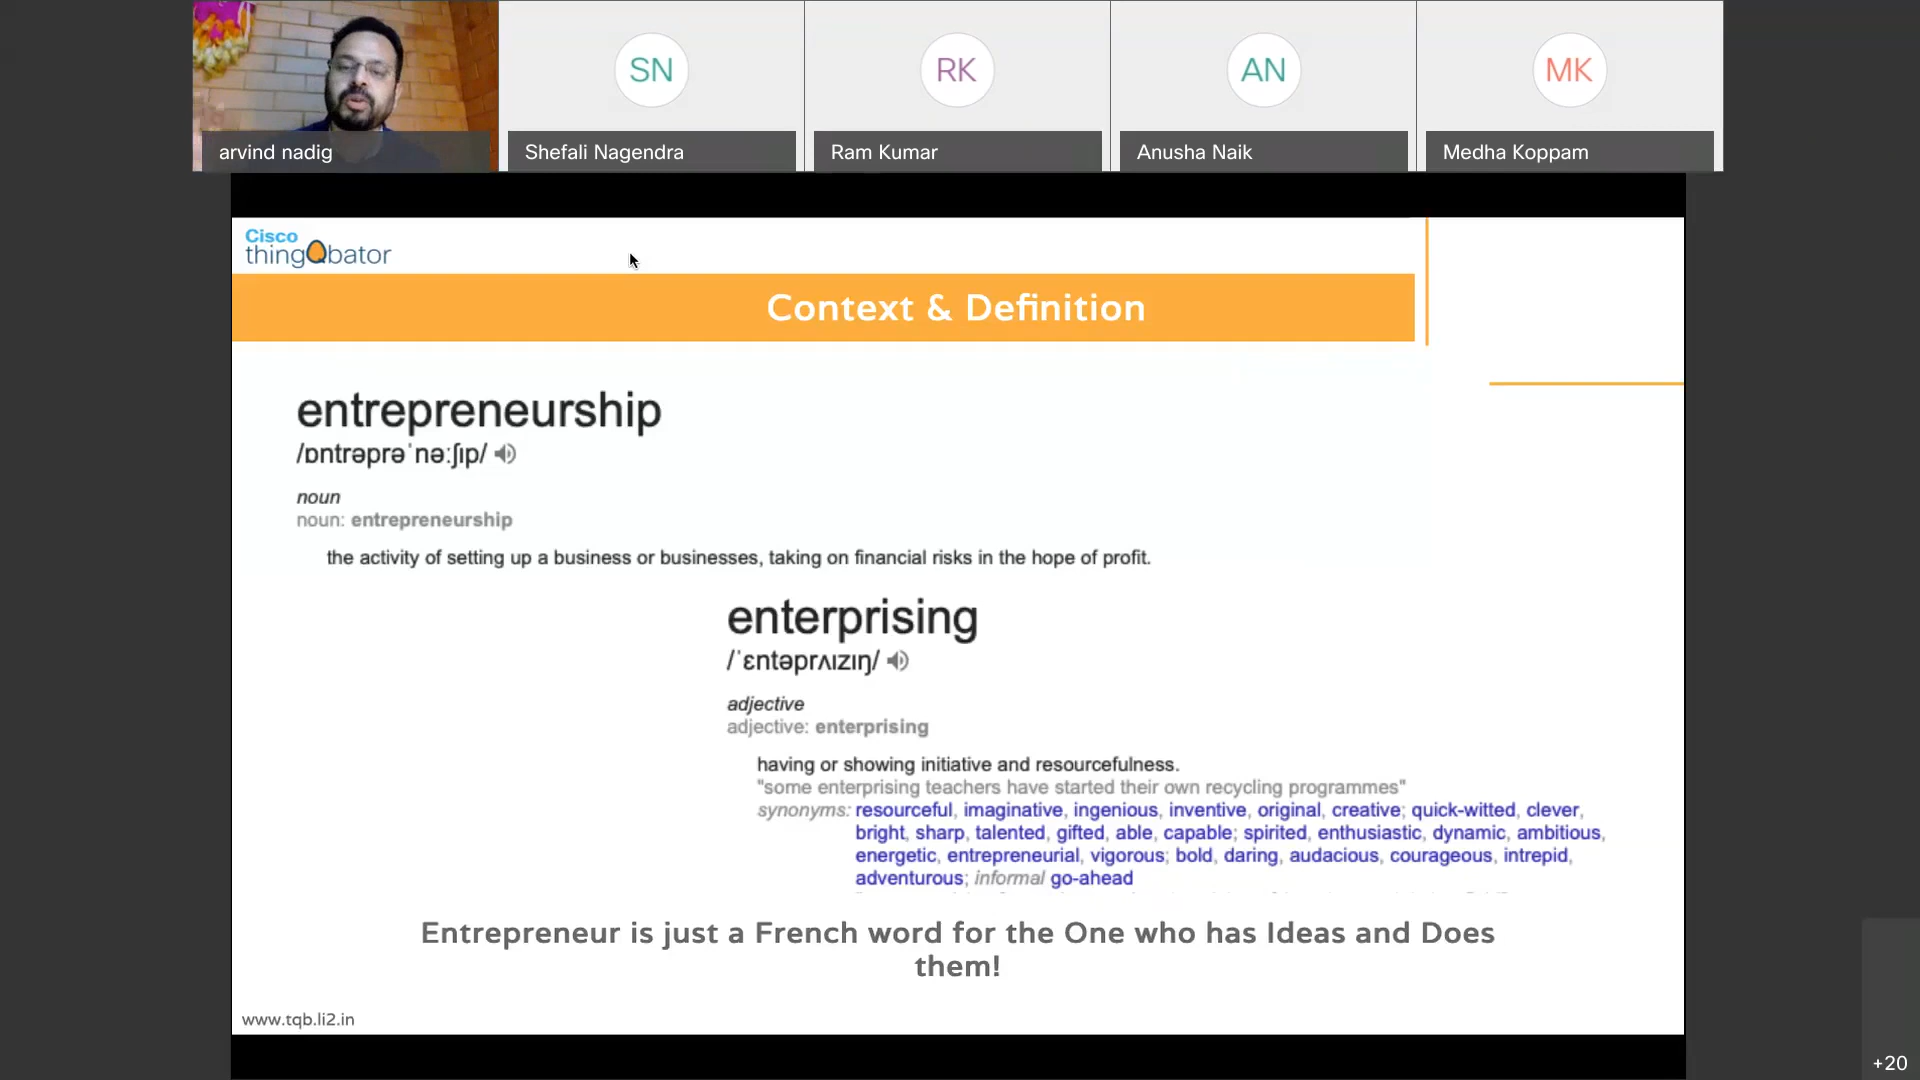 SN
RK
AN
MK
arvind nadig
Shefali Nagendra
Ram Kumar
Anusha Naik
Medha Koppam
Cisco
thingQbator
Context & Definition
entrepreneurship
/ɒntrəprəˈnəːʃɪp/
noun
noun: entrepreneurship
the activity of setting up a business or businesses, taking on financial risks in the hope of profit.
enterprising
/ˈɛntəprʌɪzɪŋ/
adjective
adjective: enterprising
having or showing initiative and resourcefulness.
"some enterprising teachers have started their own recycling programmes"
synonyms: resourceful, imaginative, ingenious, inventive, original, creative; quick-witted, clever,
bright, sharp, talented, gifted, able, capable; spirited, enthusiastic, dynamic, ambitious,
energetic, entrepreneurial, vigorous; bold, daring, audacious, courageous, intrepid,
adventurous; informal go-ahead
Entrepreneur is just a French word for the One who has Ideas and Does
them!
www.tqb.li2.in
+20